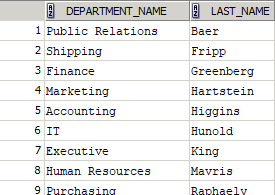 DEPARTMENT_NAME LAST_NAME
1 Public Relations Baer
2 Shipping Fripp
3 Finance Greenberg
4 Marketing Hartstein
5 Accounting Higgins
6 IT Hunold
7 Executive King
8 Human Resources Mavris
9 Purchasing Raphaely